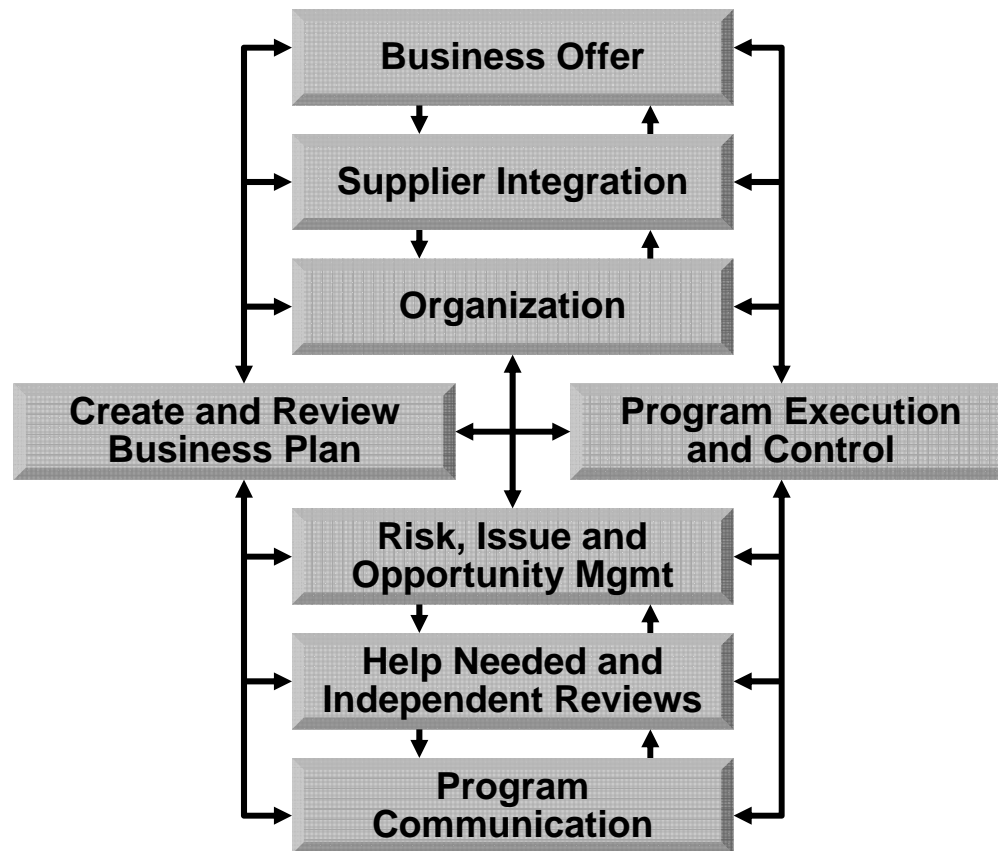 Business Offer
Supplier Integration
Organization
Create and Review
Business Plan
Program Execution
and Control
Risk, Issue and
Opportunity Mgmt
Help Needed and
Independent Reviews
Program
Communication